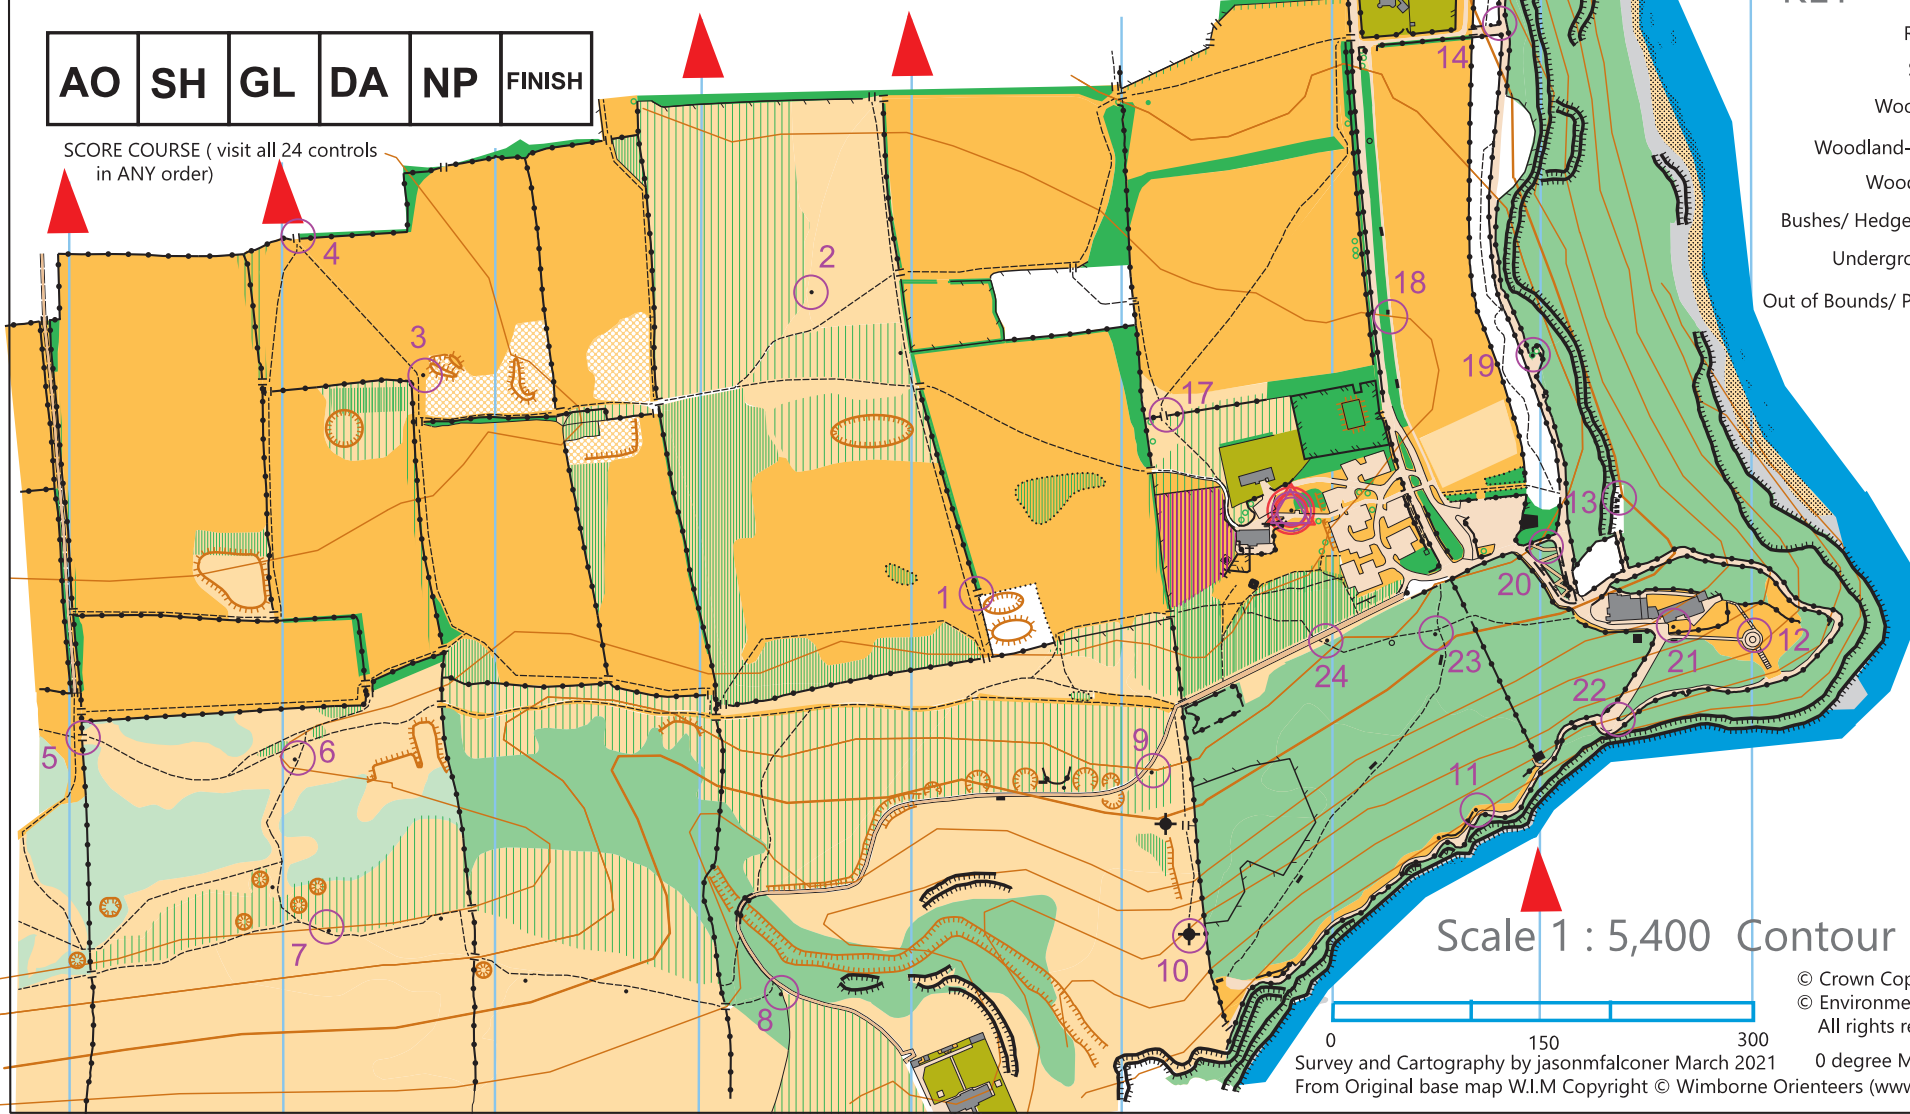 AO SH GL DA NP FINISH
SCORE COURSE ( visit all 24 controls
in ANY order)
14
Woodland-
Bushes/ Hedge
Out of Bounds/ P
4
2
3
18
19
17
13
1
20
24
23
21
12
22
5
6
9
11
7
10
8
Scale 1 : 5,400 Contour
© Crown Cop
© Environme
All rights re
0 150 300
Survey and Cartography by jasonmfalconer March 2021 0 degree M
From Original base map W.I.M Copyright © Wimborne Orienteers (www